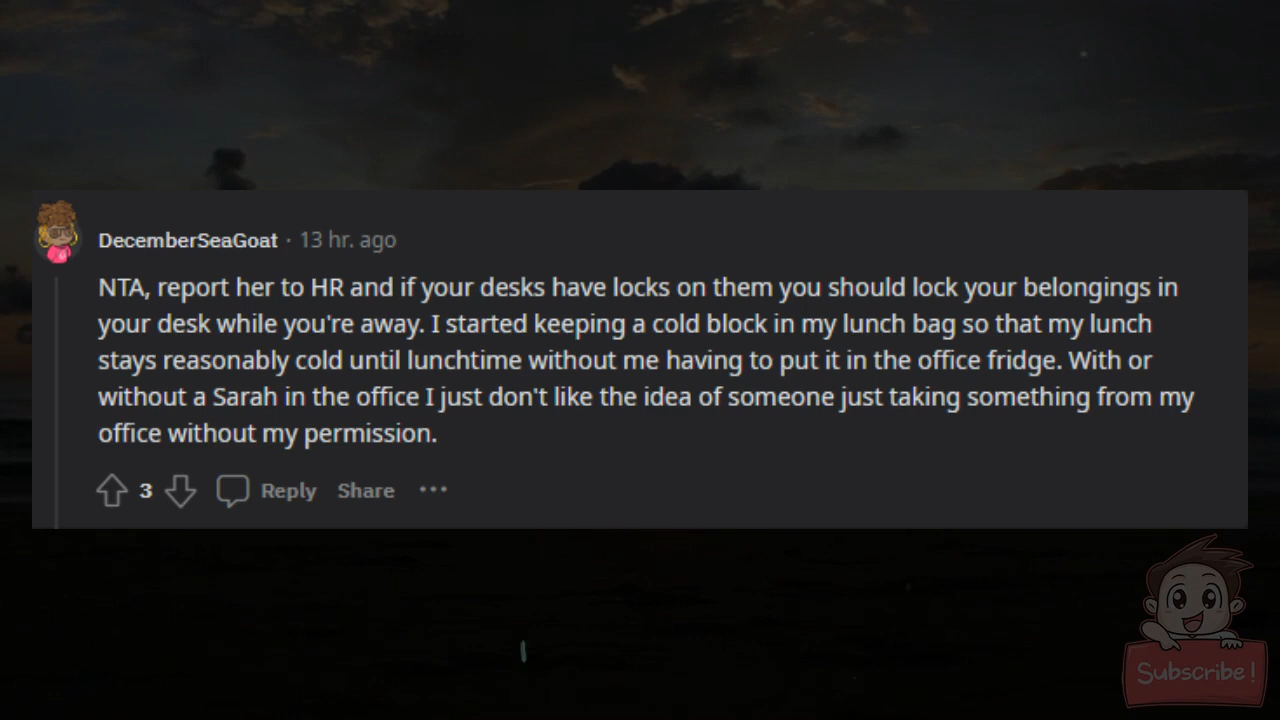 DecemberSeaGoat · 13 hr. ago
NTA, report her to HR and if your desks have locks on them you should lock your belongings in
your desk while you're away. I started keeping a cold block in my lunch bag so that my lunch
stays reasonably cold until lunchtime without me having to put it in the office fridge. With or
without a Sarah in the office I just don't like the idea of someone just taking something from my
office without my permission.
3 Reply Share ···
Subscribe!